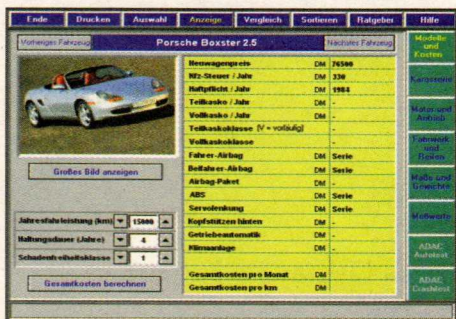 Ende Drucken Auswahl Anzeige Vergleich Sortieren Ratgeber Hilfe
Vorheriges Fahrzeug Porsche Boxster 2.5 Nächstes Fahrzeug
Modelle und Kosten
Karosserie
Motor und Antrieb
Fahrwerk und Reifen
Maße und Gewichte
Meßwerte
ADAC Autotest
ADAC Crashtest
Neuwagenpreis DM 76500
Kfz-Steuer / Jahr DM 330
Haftpflicht / Jahr DM 1984
Teilkasko / Jahr DM -
Vollkasko / Jahr DM -
Teilkaskoklasse (V = vorläufig) -
Vollkaskoklasse -
Fahrer-Airbag DM Serie
Beifahrer-Airbag DM Serie
Airbag-Paket DM -
ABS DM Serie
Servolenkung DM Serie
Kopfstützen hinten DM -
Getriebeautomatik DM -
Klimaanlage DM -
Gesamtkosten pro Monat DM
Gesamtkosten pro km DM
Großes Bild anzeigen
Jahresfahrleistung (km) 15000
Haltungsdauer (Jahre) 4
Schadenfreiheitsklasse 1
Gesamtkosten berechnen